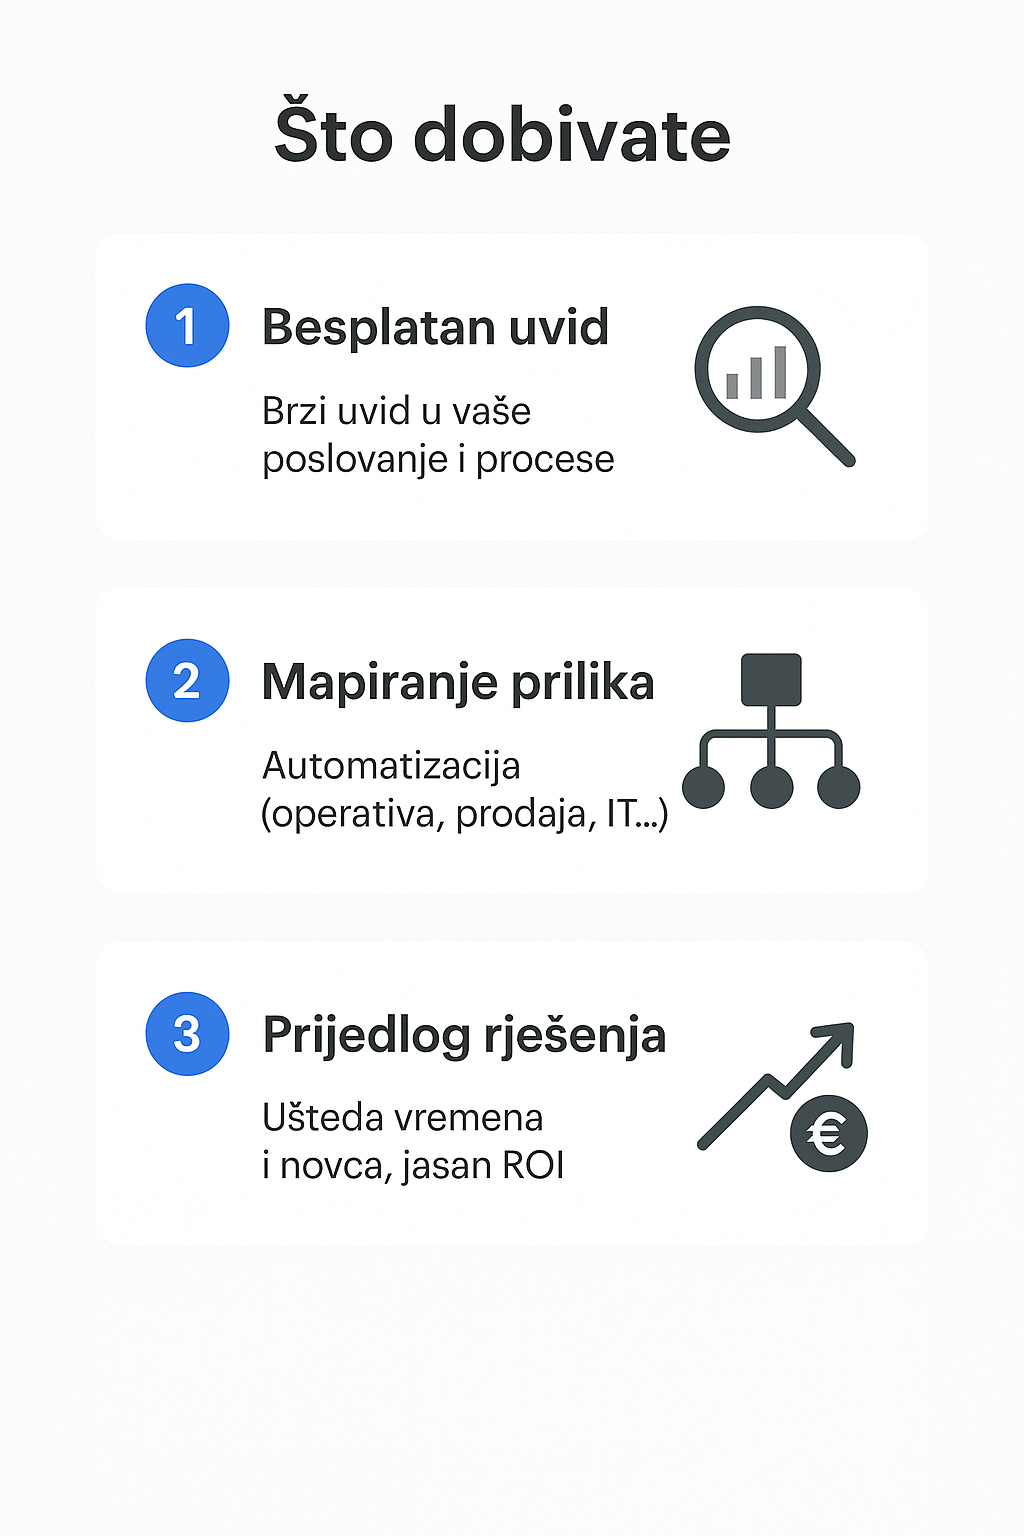 Što dobivate
1
Besplatan uvid
Brzi uvid u vaše
poslovanje i procese
2
Mapiranje prilika
Automatizacija
(operativa, prodaja, IT...)
3
Prijedlog rješenja
Ušteda vremena
i novca, jasan ROI
€